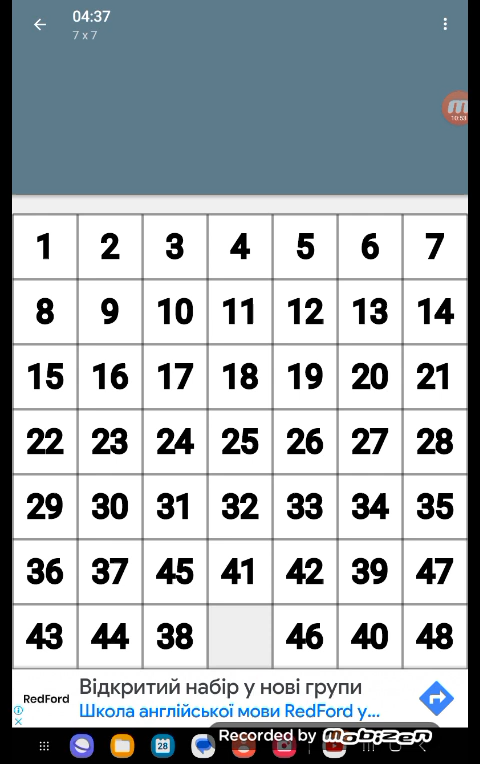 04:37
7 x 7
10:53
1 2 3 4 5 6 7
8 9 10 11 12 13 14
15 16 17 18 19 20 21
22 23 24 25 26 27 28
29 30 31 32 33 34 35
36 37 45 41 42 39 47
43 44 38 46 40 48
RedFord
Відкритий набір у нові групи
Школа англійської мови RedFord у...
28
Recorded by mobizen